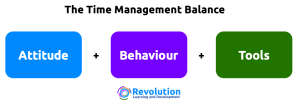 The Time Management Balance
Attitude + Behaviour + Tools
Revolution
Learning and Development